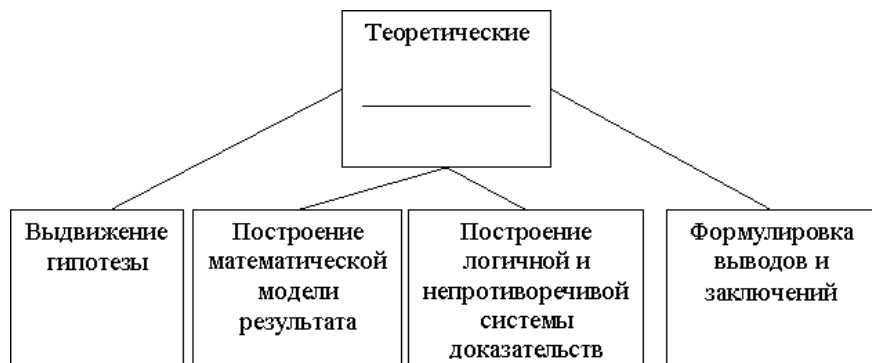 Теоретические
Выдвижение
гипотезы
Построение
математической
модели
результата
Построение
логичной и
непротиворечивой
системы
доказательств
Формулировка
выводов и
заключений